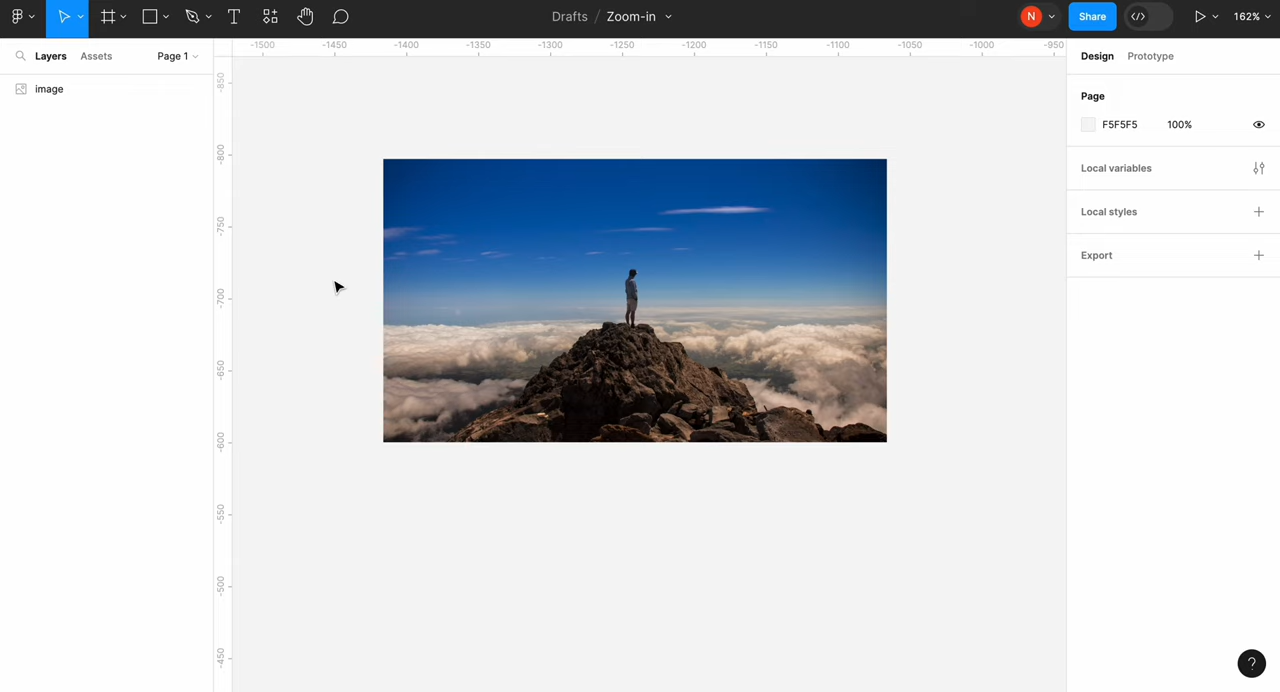 Drafts / Zoom-in
N
Share
162%
Layers Assets Page 1
-1500 -1450 -1400 -1350 -1300 -1250 -1200 -1150 -1100 -1050 -1000 -950
Design Prototype
image
-850
-800
-750
-700
-650
-600
-550
-500
-450
Page
F5F5F5 100%
Local variables
Local styles
Export
?